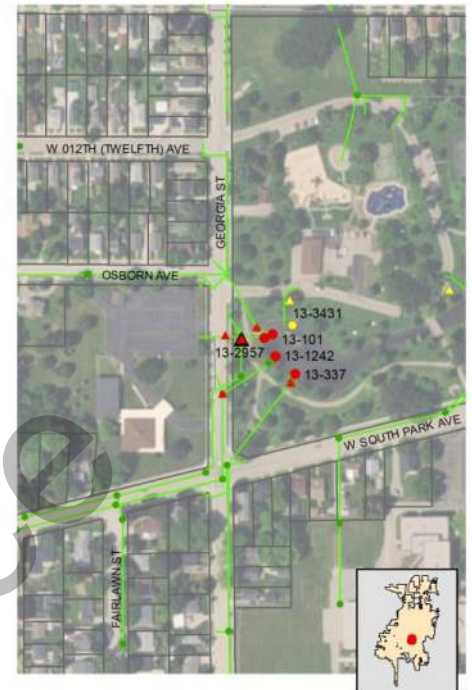 W 012TH (TWELFTH) AVE
GEORGIA ST
OSBORN AVE
13-3431
13-101
13-2957
13-1242
13-337
W SOUTH PARK AVE
FAIRLAWN ST
e